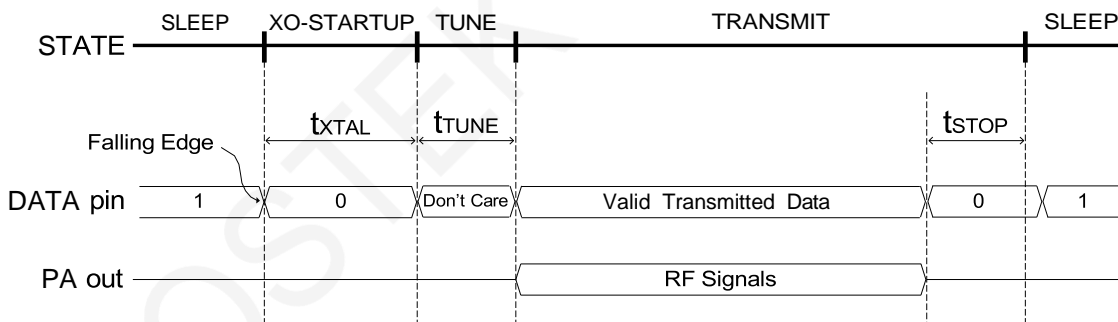 SLEEP XO-STARTUP TUNE TRANSMIT SLEEP
STATE
tXTAL tTUNE tSTOP
Falling Edge
DATA pin 1 0 Don't Care Valid Transmitted Data 0 1
PA out RF Signals
OSTEK